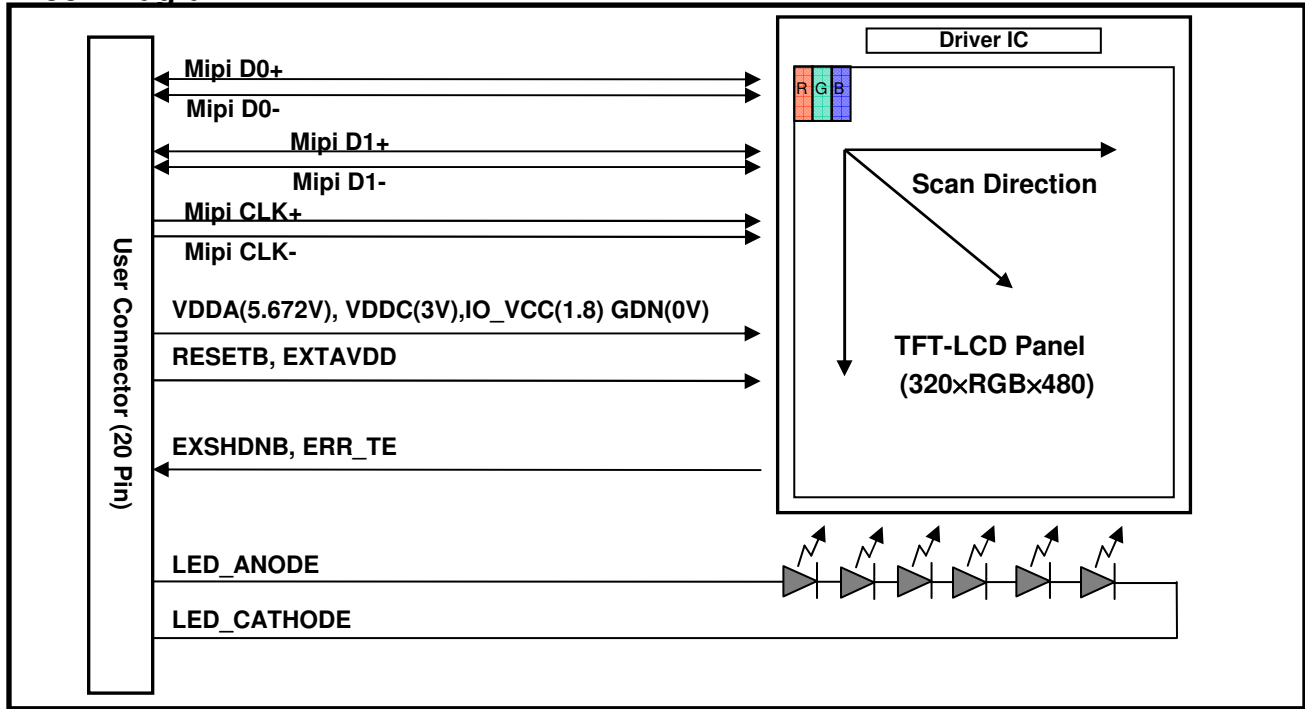 Driver IC
Mipi D0+
Mipi D0-
Mipi D1+
Mipi D1-
Mipi CLK+
Mipi CLK-
User Connector (20 Pin)
VDDA(5.672V), VDDC(3V),IO_VCC(1.8) GDN(0V)
RESETB, EXTAVDD
EXSHDNB, ERR_TE
LED_ANODE
LED_CATHODE
R G B
Scan Direction
TFT-LCD Panel
(320×RGB×480)